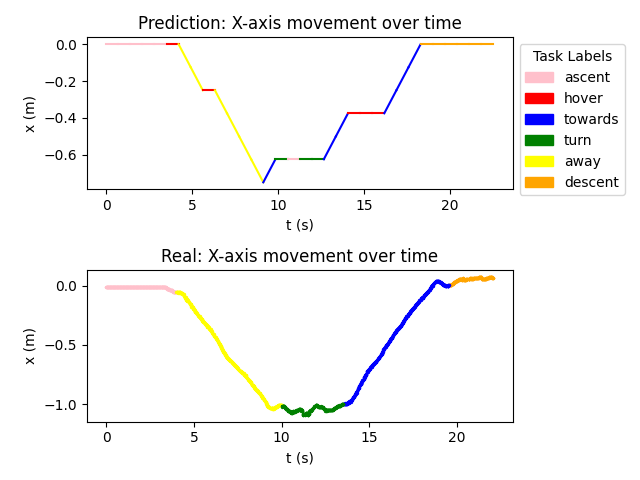 Prediction: X-axis movement over time
0.0
−0.2
−0.4
−0.6
x (m)
0 5 10 15 20
t (s)
Task Labels
ascent
hover
towards
turn
away
descent
Real: X-axis movement over time
0.0
−0.5
−1.0
x (m)
0 5 10 15 20
t (s)